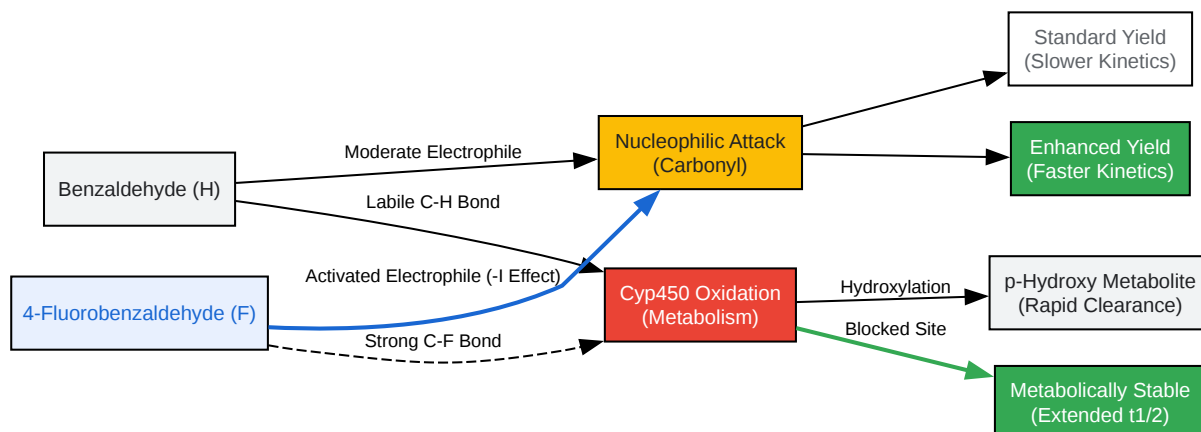 Standard Yield
(Slower Kinetics)
Nucleophilic Attack
(Carbonyl)
Moderate Electrophile
Enhanced Yield
(Faster Kinetics)
Benzaldehyde (H)
Labile C-H Bond
Activated Electrophile (-I Effect)
Cyp450 Oxidation
(Metabolism)
Hydroxylation
p-Hydroxy Metabolite
(Rapid Clearance)
4-Fluorobenzaldehyde (F)
Strong C-F Bond
Blocked Site
Metabolically Stable
(Extended t1/2)